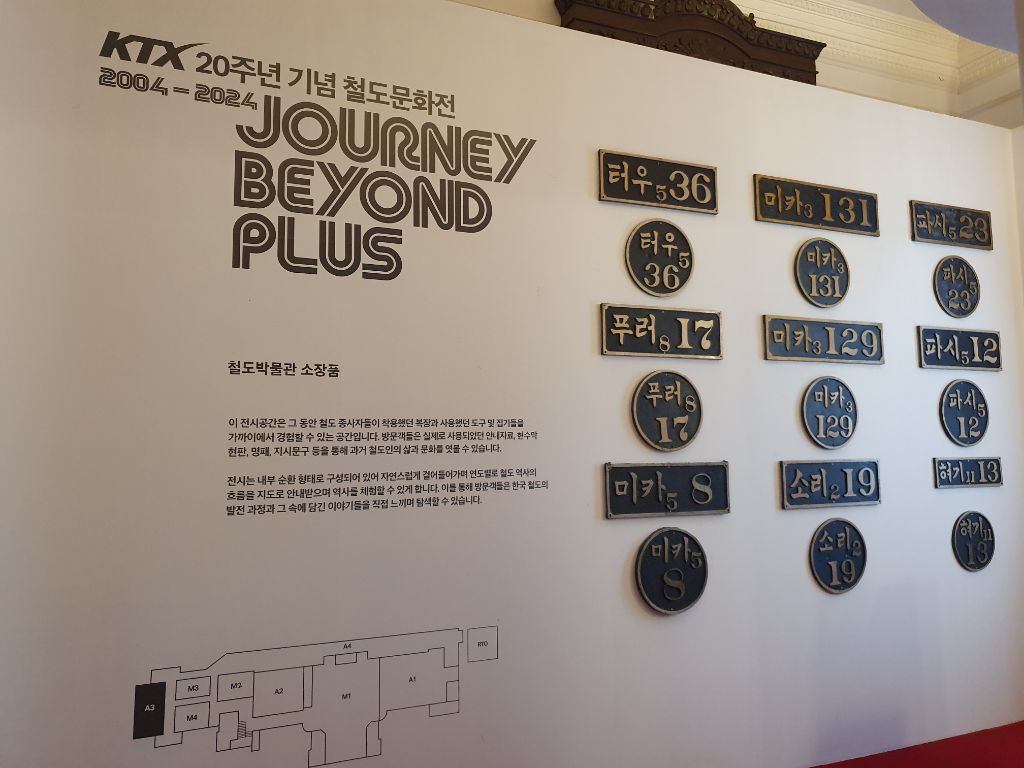 KTX 20주년 기념 철도문화전
2004 – 2024
JOURNEY
BEYOND
PLUS
철도박물관 소장품
이 전시공간은 그 동안 철도 종사자들이 착용했던 복장과 사용했던 도구 및 집기들을
가까이에서 경험할 수 있는 공간입니다. 방문객들은 실제로 사용되었던 안내자료, 현수막
현판, 명패, 지시문구 등을 통해 과거 철도인의 삶과 문화를 엿볼 수 있습니다.
전시는 내부 순환 형태로 구성되어 있어 자연스럽게 걸어들어가며 연도별로 철도 역사의
흐름을 지도로 안내받으며 역사를 체험할 수 있게 합니다. 이를 통해 방문객들은 한국 철도의
발전 과정과 그 속에 담긴 이야기들을 직접 느끼며 탐색할 수 있습니다.
A3
M3
M4
M2
A2
M1
A4
A1
RTO
터우5 36
터우5
36
푸러8 17
푸러8
17
미카5 8
미카5
8
미카3 131
미카3
131
미카3 129
미카3
129
소리2 19
소리2
19
파시5 23
파시5
23
파시5 12
파시5
12
혀기11 13
혀기11
13